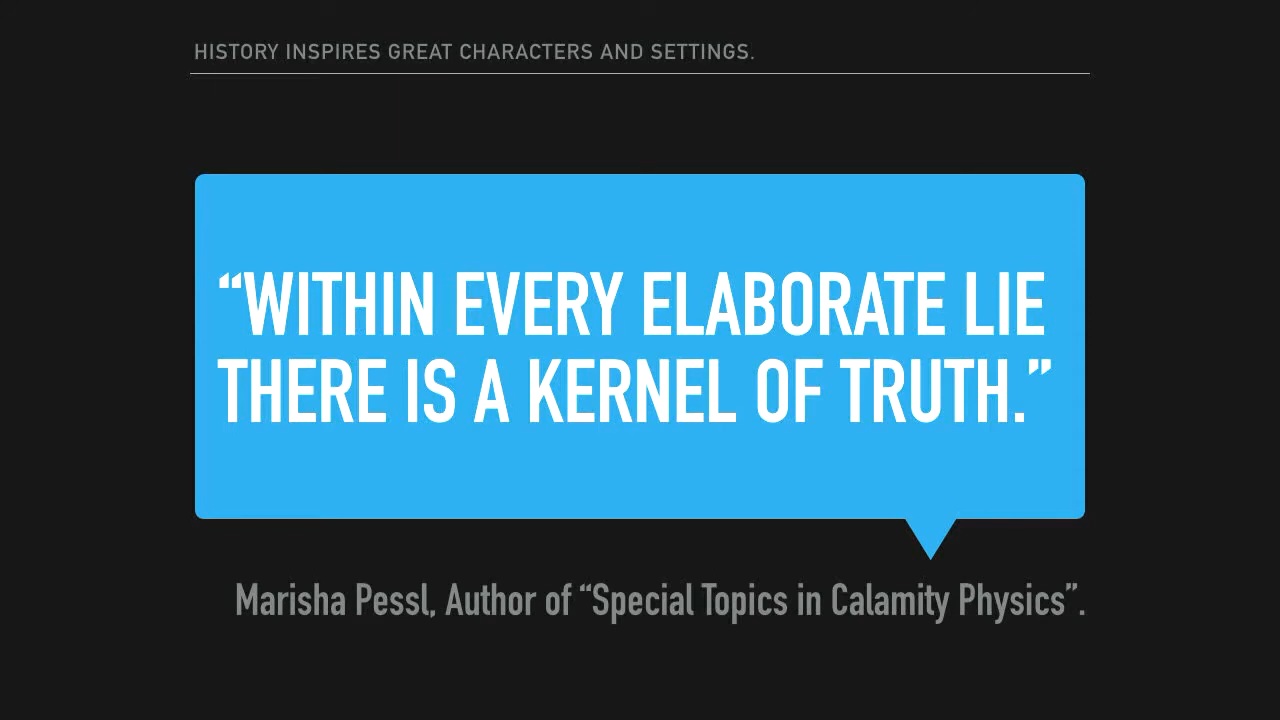 HISTORY INSPIRES GREAT CHARACTERS AND SETTINGS.
“WITHIN EVERY ELABORATE LIE
THERE IS A KERNEL OF TRUTH.”
Marisha Pessl, Author of “Special Topics in Calamity Physics”.